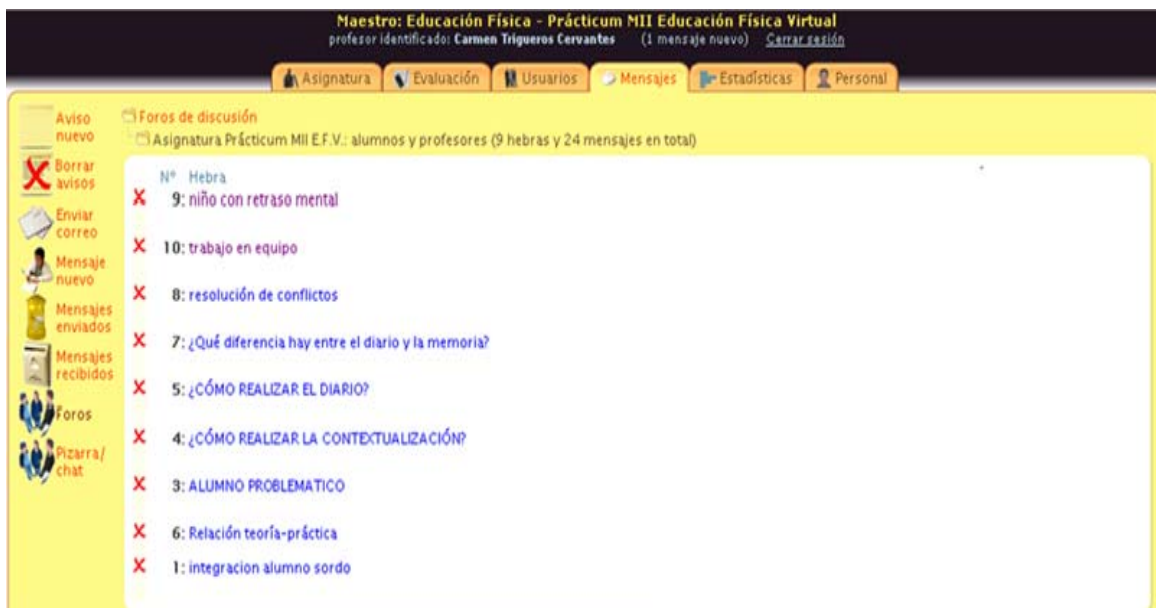 Maestro: Educación Física - Prácticum MII Educación Física Virtual
profesor identificado: Carmen Trigueros Cervantes (1 mensaje nuevo) Cerrar sesión
Asignatura Evaluación Usuarios Mensajes Estadísticas Personal
Aviso nuevo
Borrar avisos
Enviar correo
Mensaje nuevo
Mensajes enviados
Mensajes recibidos
Foros
Pizarra/ chat
Foros de discusión
Asignatura Prácticum MII E.F.V.: alumnos y profesores (9 hebras y 24 mensajes en total)
Nº Hebra
9: niño con retraso mental
10: trabajo en equipo
8: resolución de conflictos
7: ¿Qué diferencia hay entre el diario y la memoria?
5: ¿CÓMO REALIZAR EL DIARIO?
4: ¿CÓMO REALIZAR LA CONTEXTUALIZACIÓN?
3: ALUMNO PROBLEMATICO
6: Relación teoría-práctica
1: integracion alumno sordo